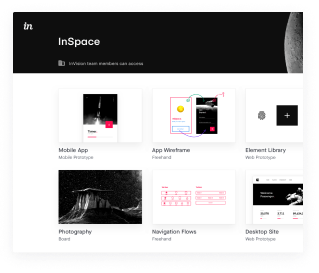 in
InSpace
InVision team members can access
Mobile App
Mobile Prototype
App Wireframe
Freehand
Element Library
Web Prototype
Photography
Board
Navigation Flows
Freehand
Desktop Site
Web Prototype